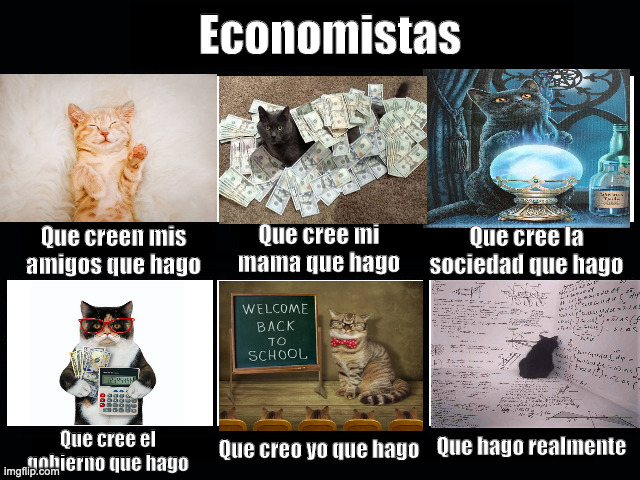 Economistas
Que creen mis
amigos que hago
Que cree mi
mama que hago
Que cree la
sociedad que hago
WELCOME
BACK
TO
SCHOOL
Que cree el
gobierno que hago
Que creo yo que hago
Que hago realmente
imgflip.com